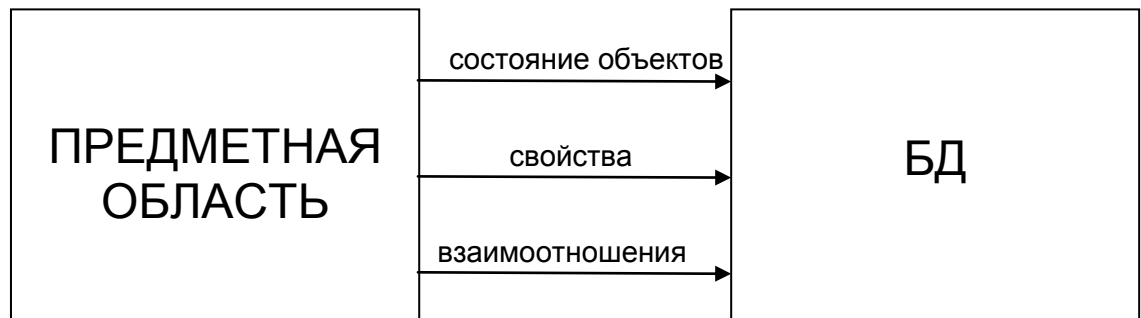 состояние объектов
ПРЕДМЕТНАЯ
ОБЛАСТЬ
свойства
БД
взаимоотношения